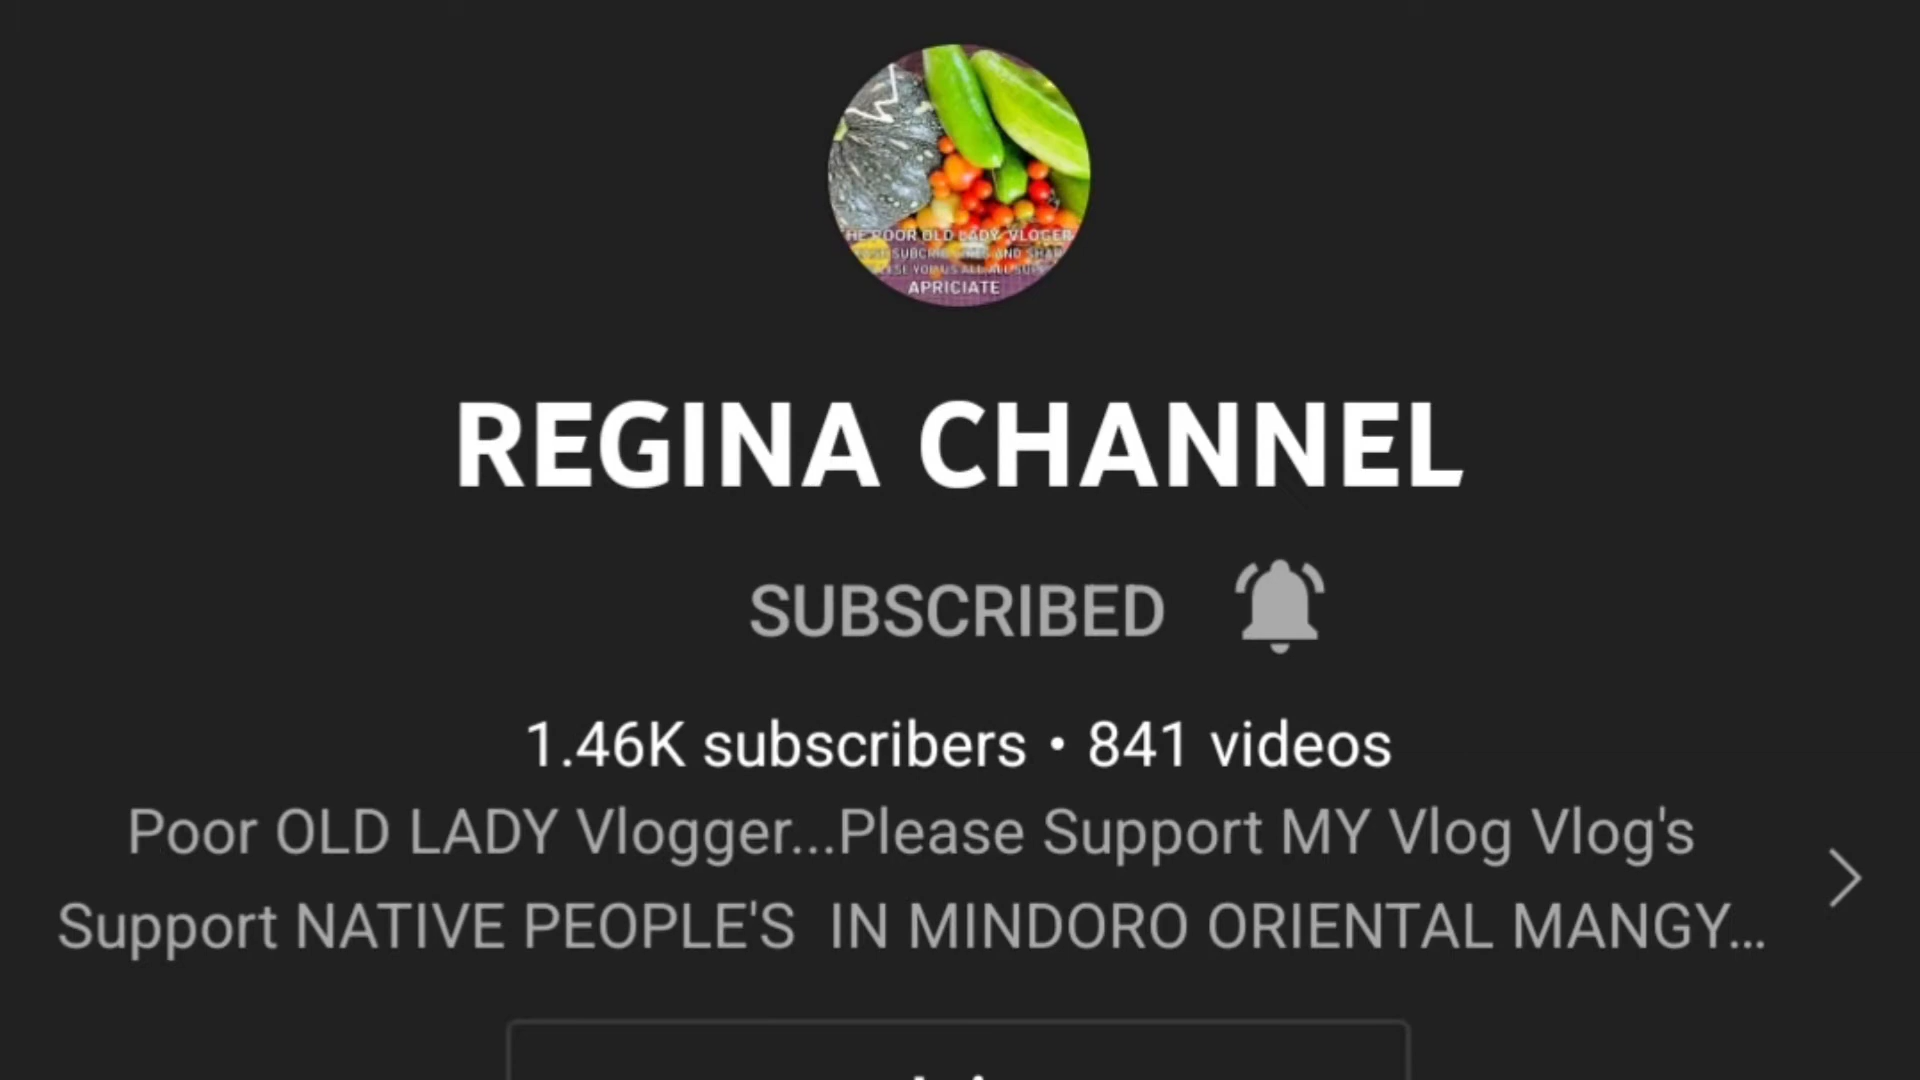 THE POOR OLD LADY VLOGER
APRICIATE
REGINA CHANNEL
SUBSCRIBED
1.46K subscribers • 841 videos
Poor OLD LADY Vlogger...Please Support MY Vlog Vlog's
Support NATIVE PEOPLE'S IN MINDORO ORIENTAL MANGY...